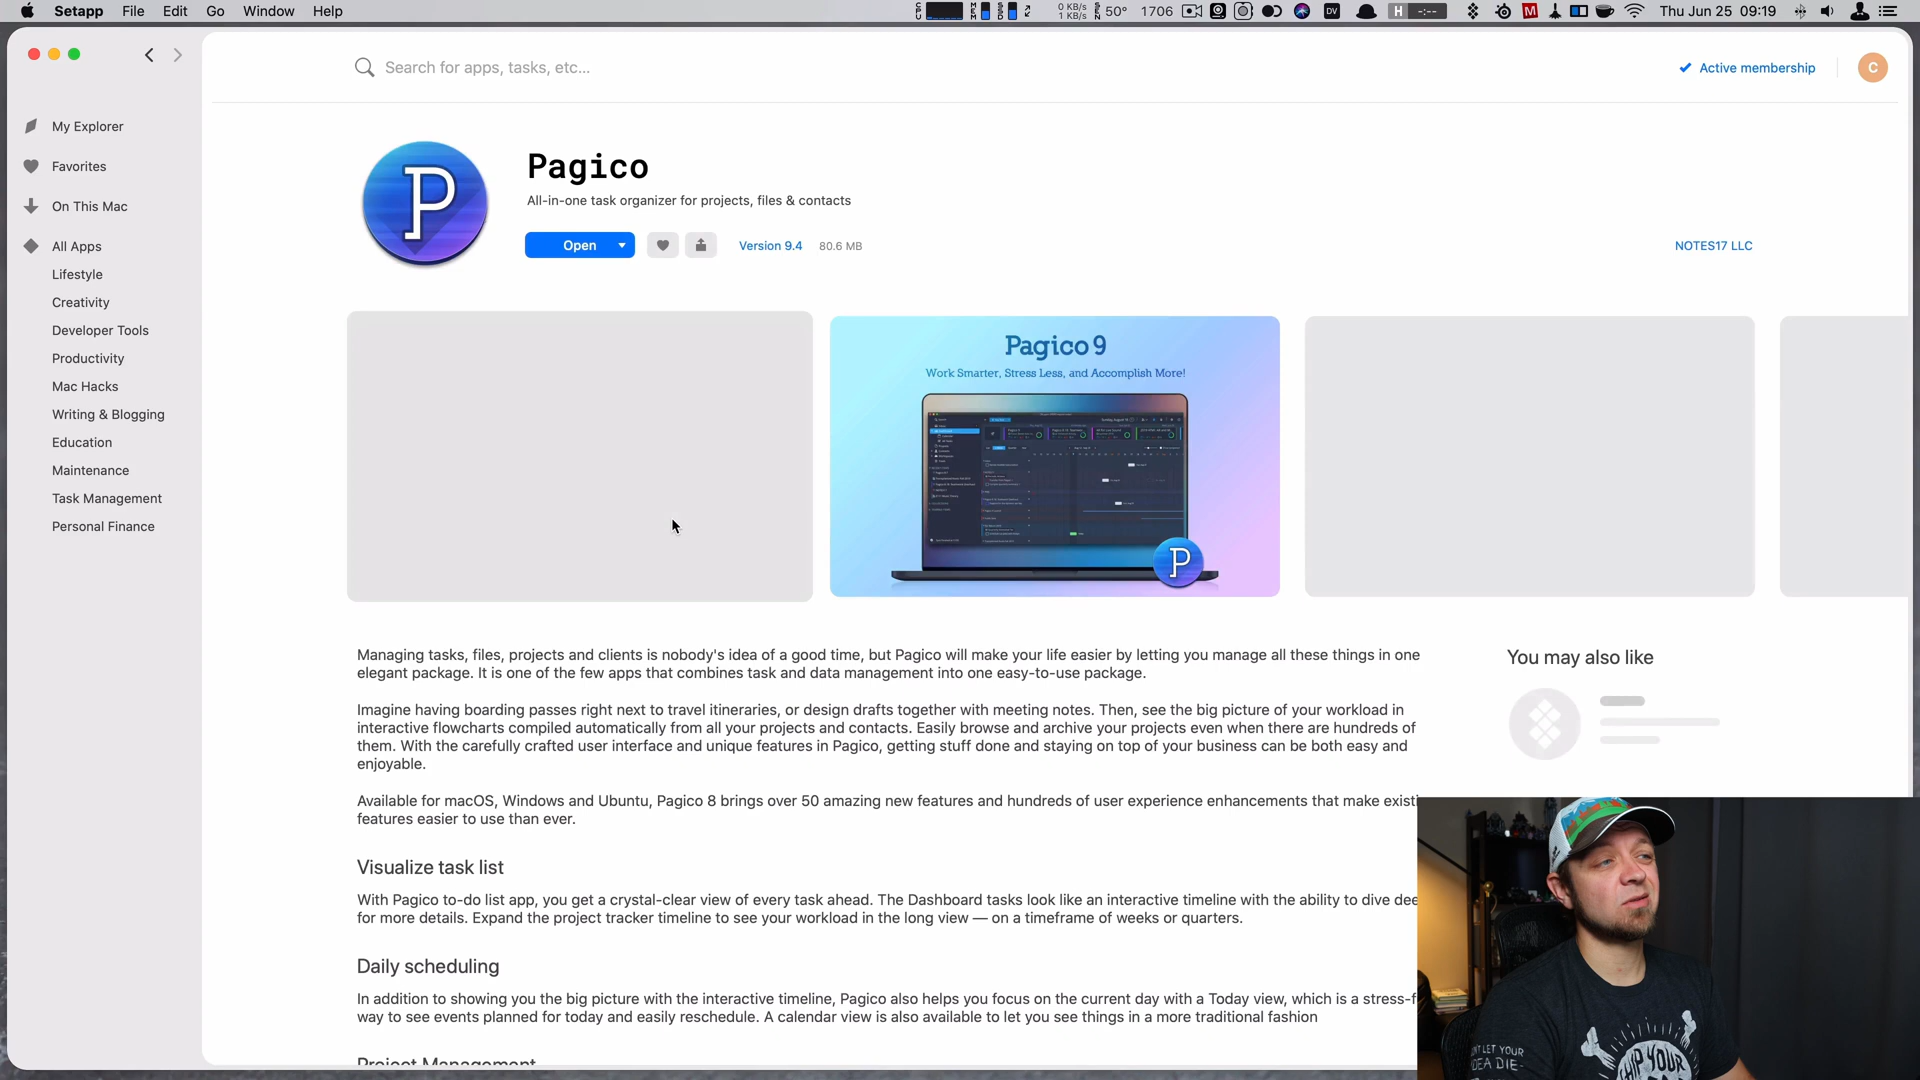 Setapp File Edit Go Window Help
0 KB/s
1 KB/s
50° 1706
Thu Jun 25 09:19
Search for apps, tasks, etc...
Active membership
C
My Explorer
Favorites
On This Mac
All Apps
Lifestyle
Creativity
Developer Tools
Productivity
Mac Hacks
Writing & Blogging
Education
Maintenance
Task Management
Personal Finance
P
Pagico
All-in-one task organizer for projects, files & contacts
Open
Version 9.4 80.6 MB
NOTES17 LLC
Pagico 9
Work Smarter, Stress Less, and Accomplish More!
P
Managing tasks, files, projects and clients is nobody's idea of a good time, but Pagico will make your life easier by letting you manage all these things in one
elegant package. It is one of the few apps that combines task and data management into one easy-to-use package.
Imagine having boarding passes right next to travel itineraries, or design drafts together with meeting notes. Then, see the big picture of your workload in
interactive flowcharts compiled automatically from all your projects and contacts. Easily browse and archive your projects even when there are hundreds of
them. With the carefully crafted user interface and unique features in Pagico, getting stuff done and staying on top of your business can be both easy and
enjoyable.
Available for macOS, Windows and Ubuntu, Pagico 8 brings over 50 amazing new features and hundreds of user experience enhancements that make existi
features easier to use than ever.
Visualize task list
With Pagico to-do list app, you get a crystal-clear view of every task ahead. The Dashboard tasks look like an interactive timeline with the ability to dive dee
for more details. Expand the project tracker timeline to see your workload in the long view — on a timeframe of weeks or quarters.
Daily scheduling
In addition to showing you the big picture with the interactive timeline, Pagico also helps you focus on the current day with a Today view, which is a stress-f
way to see events planned for today and easily reschedule. A calendar view is also available to let you see things in a more traditional fashion
Project Management
You may also like
SHIP YOUR